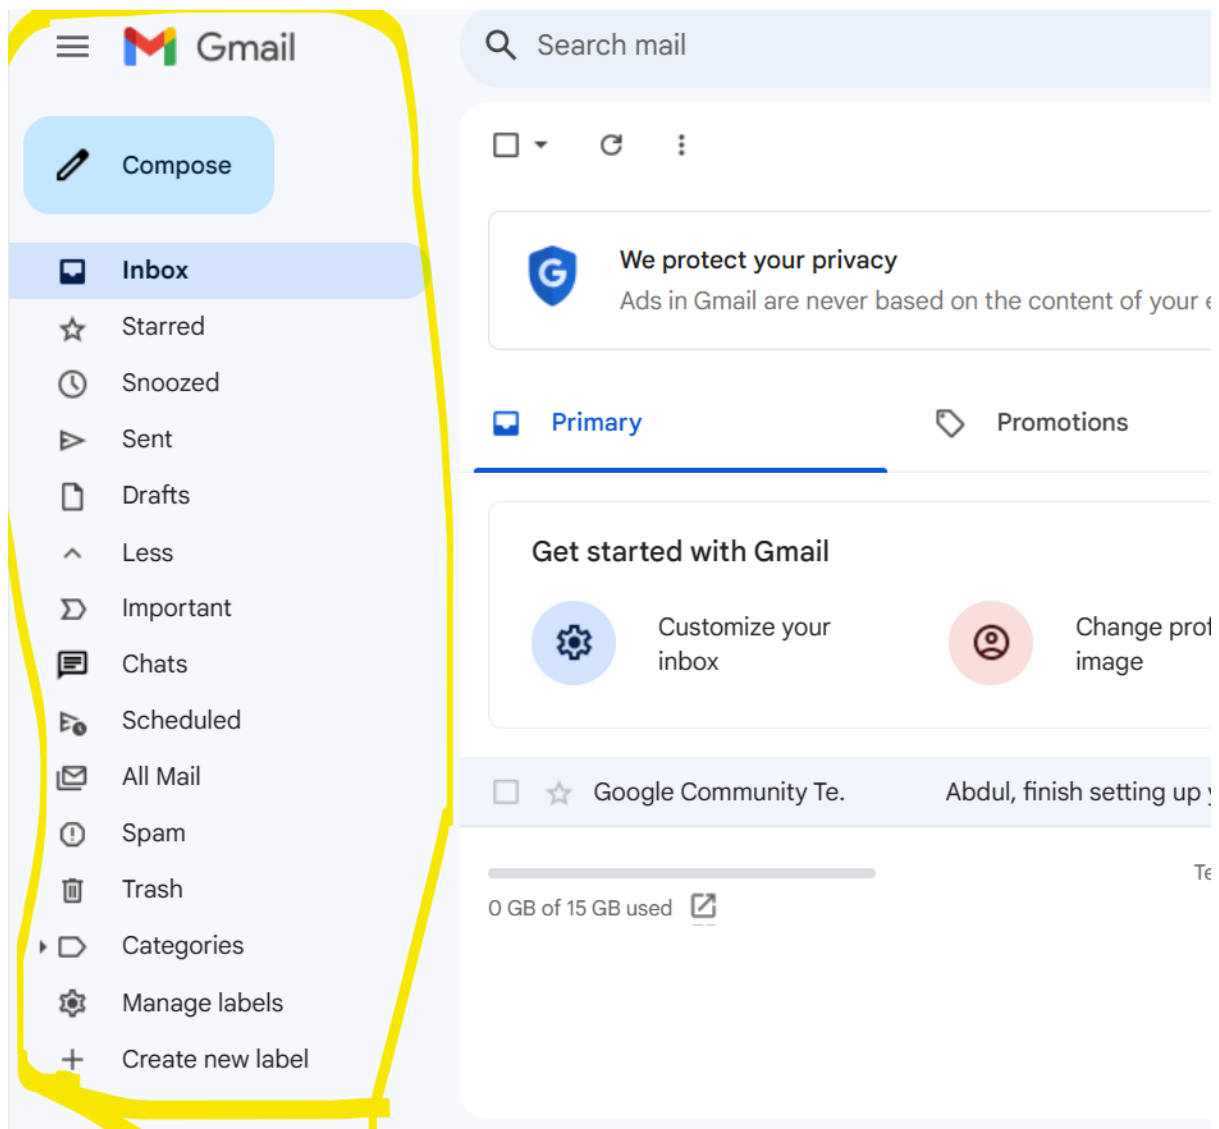 Gmail
Search mail
Compose
Inbox
Starred
Snoozed
Sent
Drafts
Less
Important
Chats
Scheduled
All Mail
Spam
Trash
Categories
Manage labels
Create new label
We protect your privacy
Ads in Gmail are never based on the content of your
Primary
Promotions
Get started with Gmail
Customize your
inbox
Change
image
Google Community Te.
Abdul, finish setting up
0 GB of 15 GB used